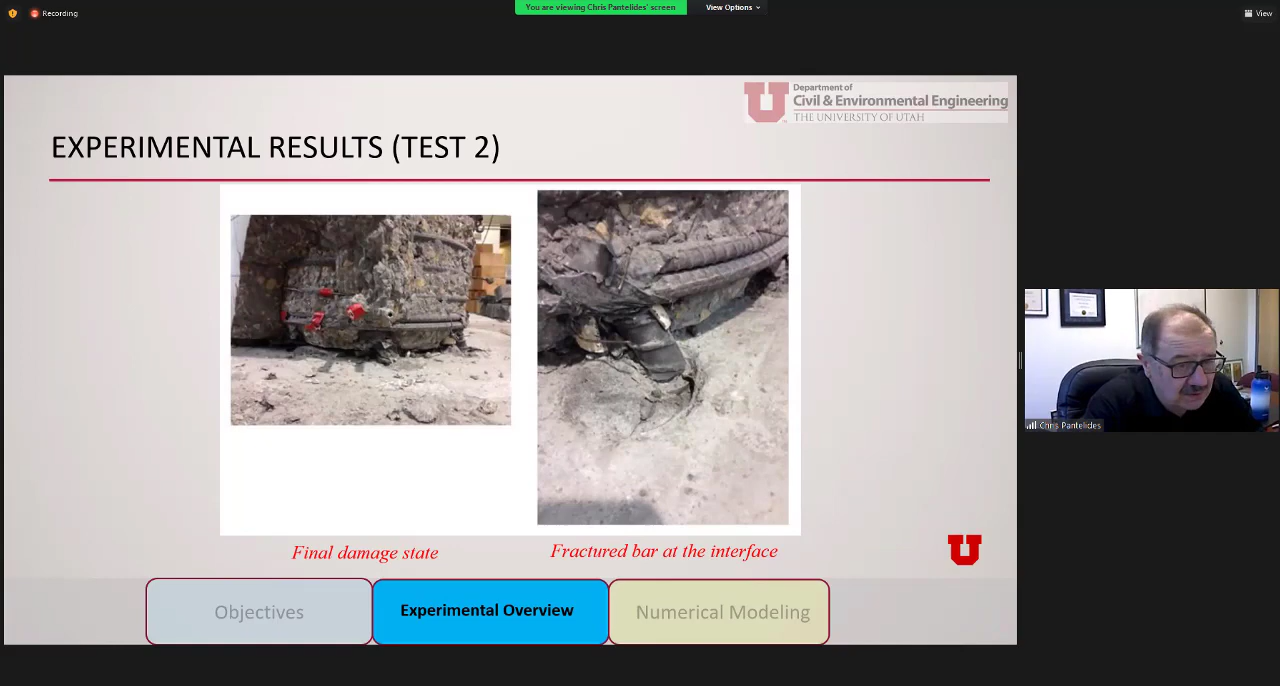 Recording
You are viewing Chris Pantelides' screen
View Options
View
Department of
Civil & Environmental Engineering
THE UNIVERSITY OF UTAH
EXPERIMENTAL RESULTS (TEST 2)
Chris Pantelides
Final damage state
Fractured bar at the interface
Objectives
Experimental Overview
Numerical Modeling